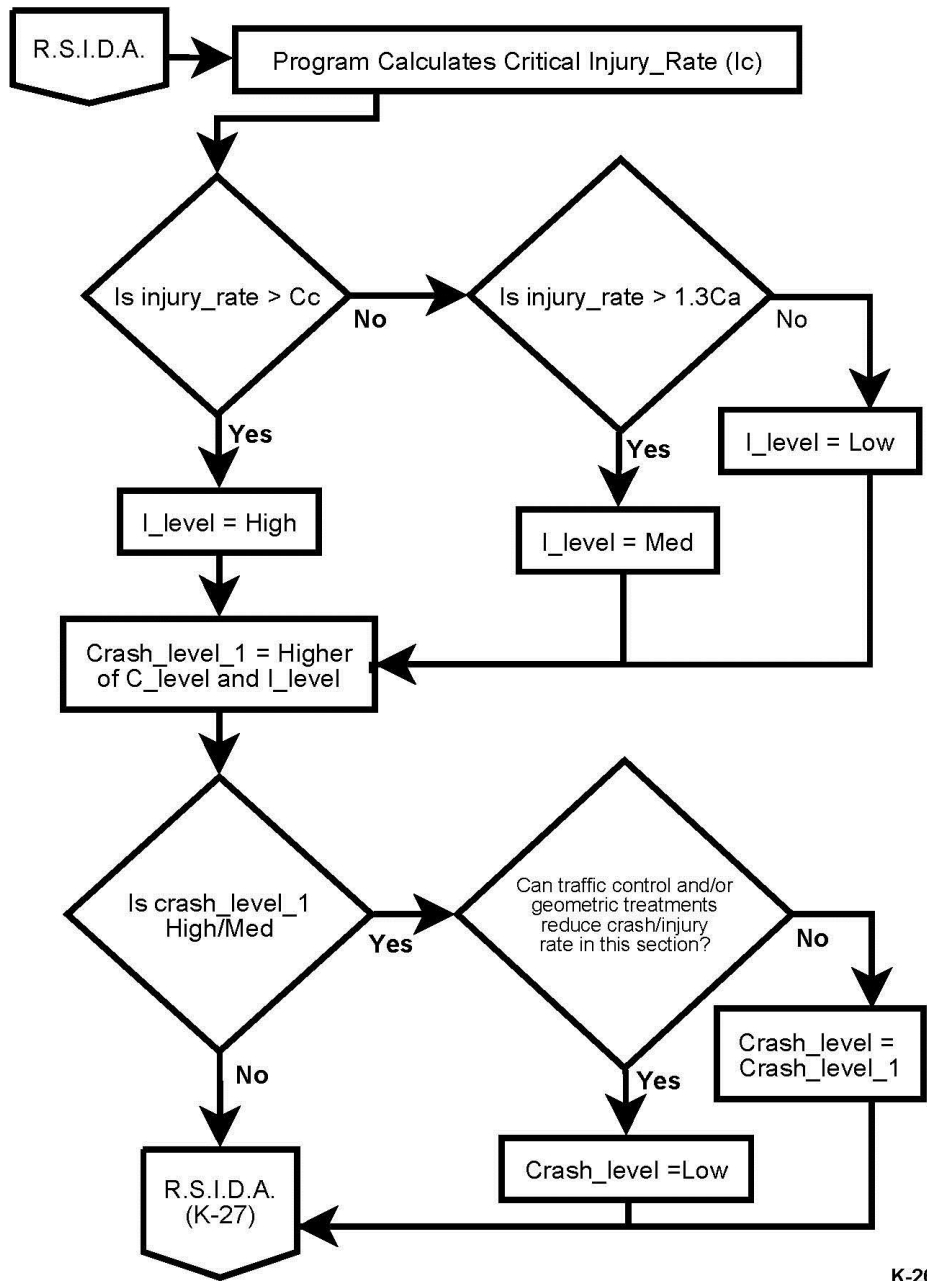 R.S.I.D.A.
Program Calculates Critical Injury_Rate (Ic)
Is injury_rate > Cc
No
Is injury_rate > 1.3Ca
No
Yes
I_level = High
Yes
I_level = Med
I_level = Low
Crash_level_1 = Higher
of C_level and I_level
Is crash_level_1
High/Med
Yes
Can traffic control and/or
geometric treatments
reduce crash/injury
rate in this section?
No
Crash_level =
Crash_level_1
Yes
Crash_level =Low
No
R.S.I.D.A.
(K-27)